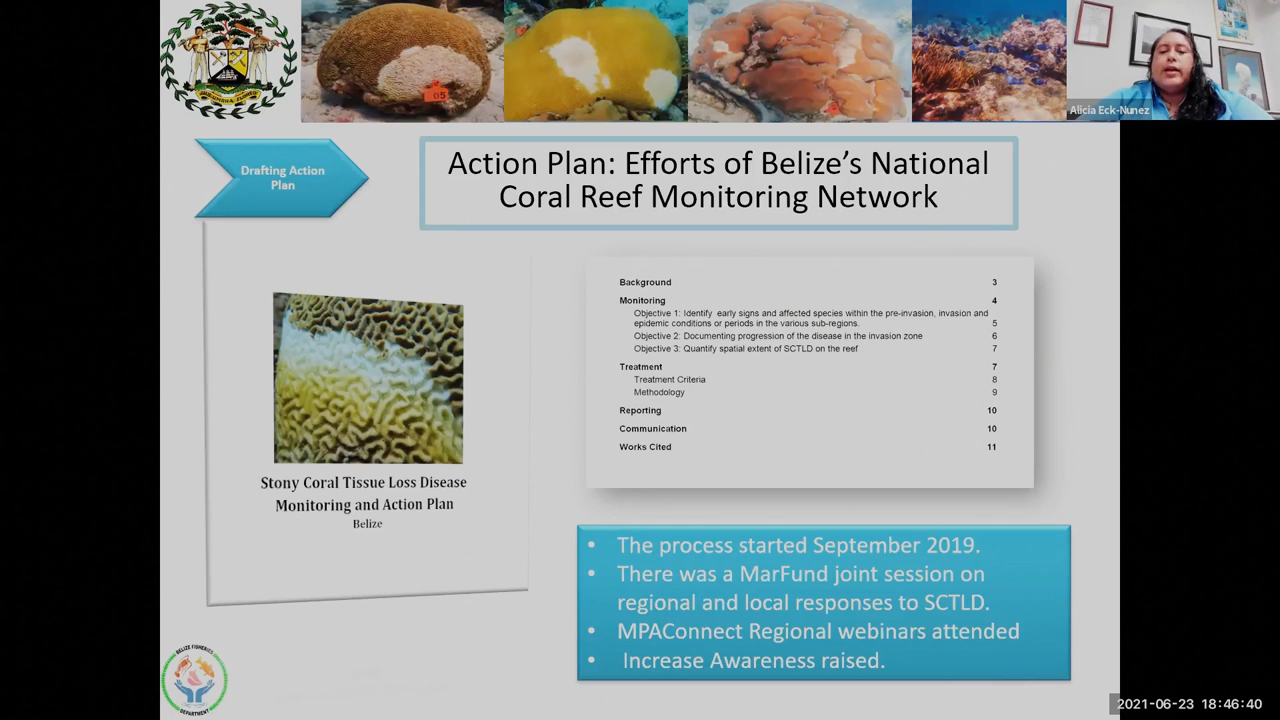 05
Alicia Eck-Nunez
Drafting Action
Plan
Action Plan: Efforts of Belize's National
Coral Reef Monitoring Network
Background 3
Monitoring 4
Objective 1: Identify early signs and affected species within the pre-invasion, invasion and
epidemic conditions or periods in the various sub-regions. 5
Objective 2: Documenting progression of the disease in the invasion zone 6
Objective 3: Quantify spatial extent of SCTLD on the reef 7
Treatment 7
Treatment Criteria 8
Methodology 9
Reporting 10
Communication 10
Works Cited 11
Stony Coral Tissue Loss Disease
Monitoring and Action Plan
Belize
• The process started September 2019.
• There was a MarFund joint session on
regional and local responses to SCTLD.
• MPAConnect Regional webinars attended
• Increase Awareness raised.
BELIZE FISHERIES
DEPARTMENT
2021-06-23 18:46:40